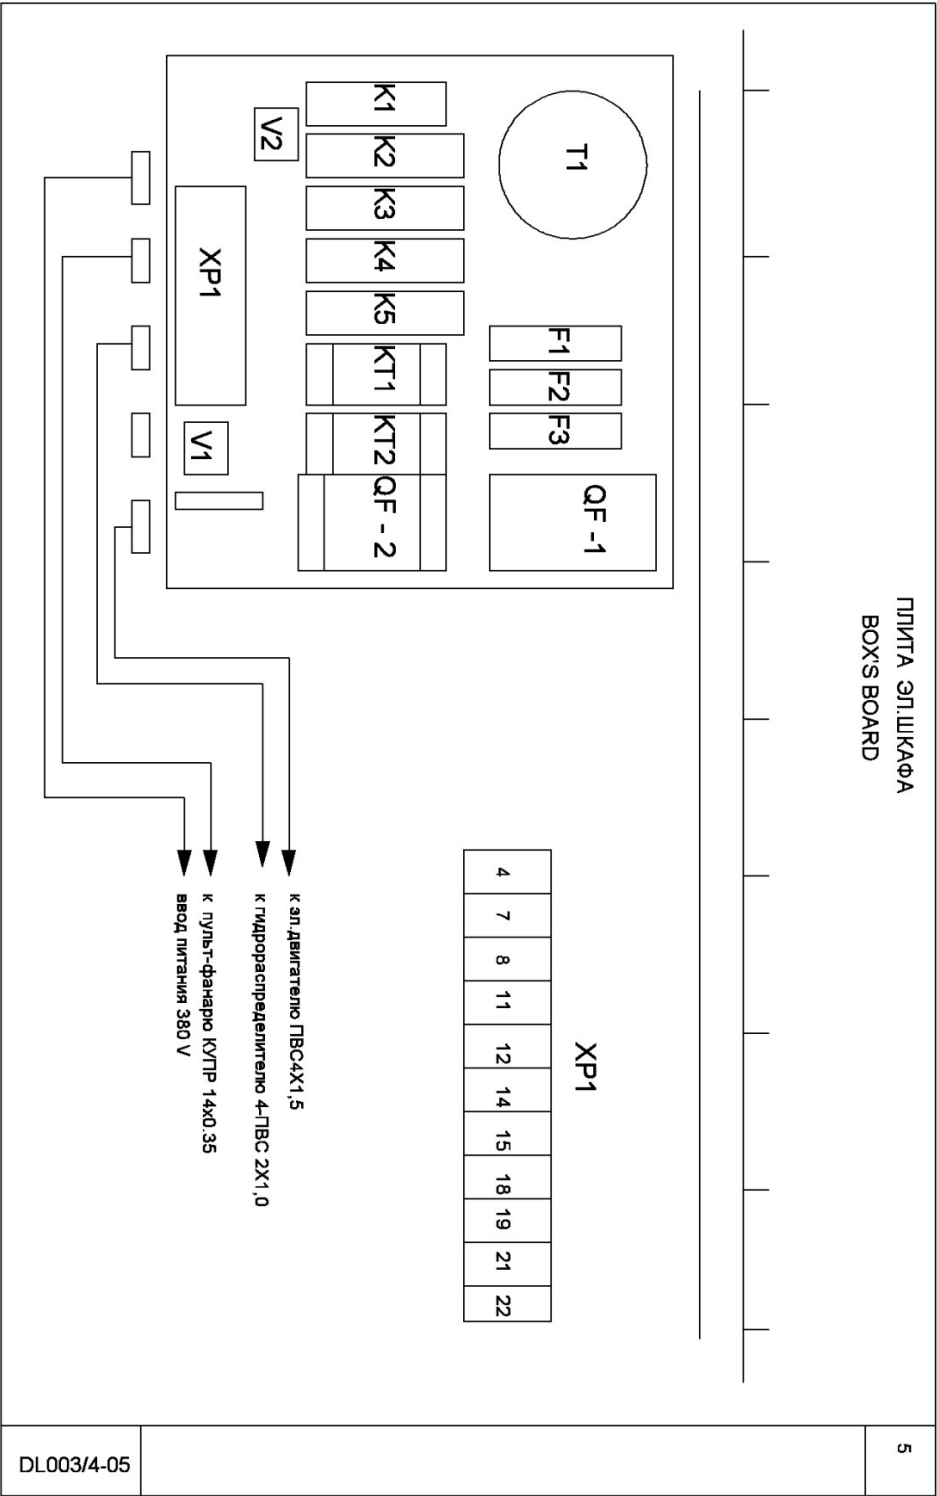 ПЛИТА ЭЛ.ШКАФА
BOX'S BOARD
T1
F1
F2
F3
QF -1
K1
K2
K3
K4
K5
KT1
KT2
QF - 2
V2
XP1
V1
XP1
4
7
8
11
12
14
15
18
19
21
22
к эл.двигателю ПВС4Х1,5
к гидрораспределителю 4-ПВС 2Х1,0
к пульт-фанарю КУПР 14х0.35
ввод питания 380 V
5
DL003/4-05